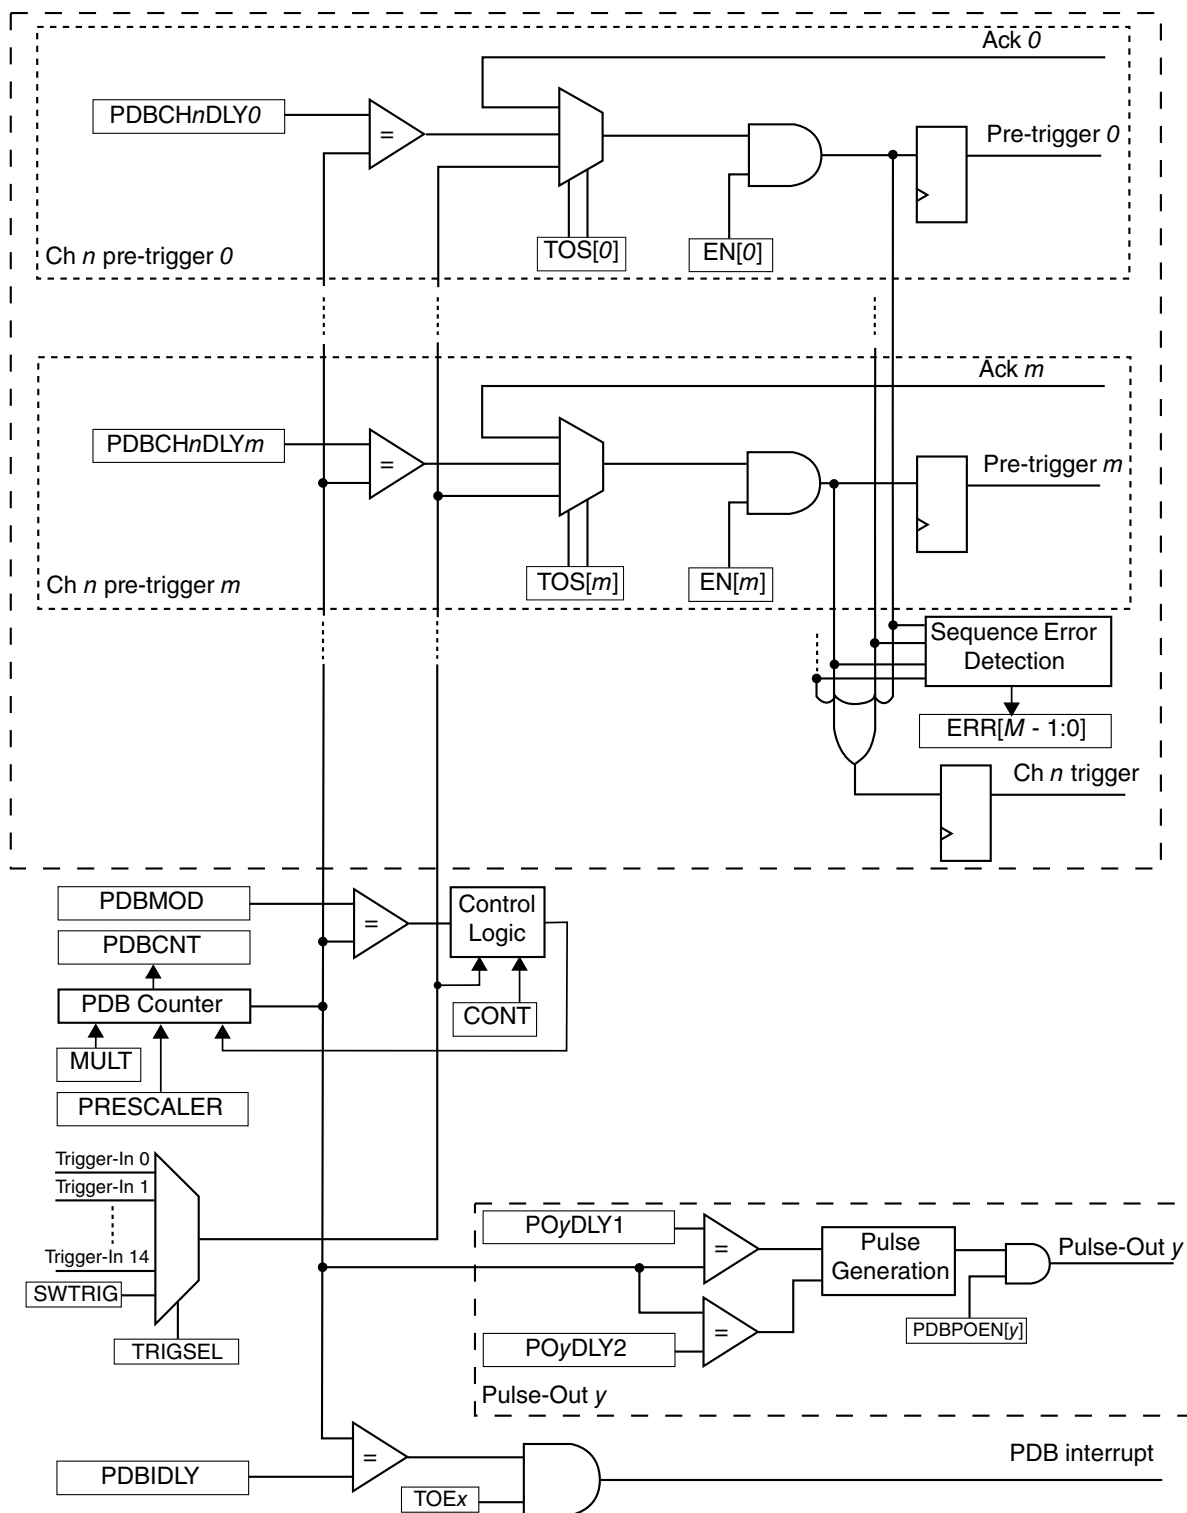 Ack 0
PDBCHnDLY0
=
Pre-trigger 0
TOS[0]
EN[0]
Ch n pre-trigger 0
Ack m
PDBCHnDLYm
=
Pre-trigger m
TOS[m]
EN[m]
Ch n pre-trigger m
Sequence Error
Detection
ERR[M - 1:0]
Ch n trigger
PDBMOD
=
Control
Logic
PDBCNT
PDB Counter
CONT
MULT
PRESCALER
Trigger-In 0
Trigger-In 1
Trigger-In 14
SWTRIG
TRIGSEL
POyDLY1
=
Pulse
Generation
Pulse-Out y
PDBPOEN[y]
=
POyDLY2
Pulse-Out y
PDBIDLY
=
TOEx
PDB interrupt